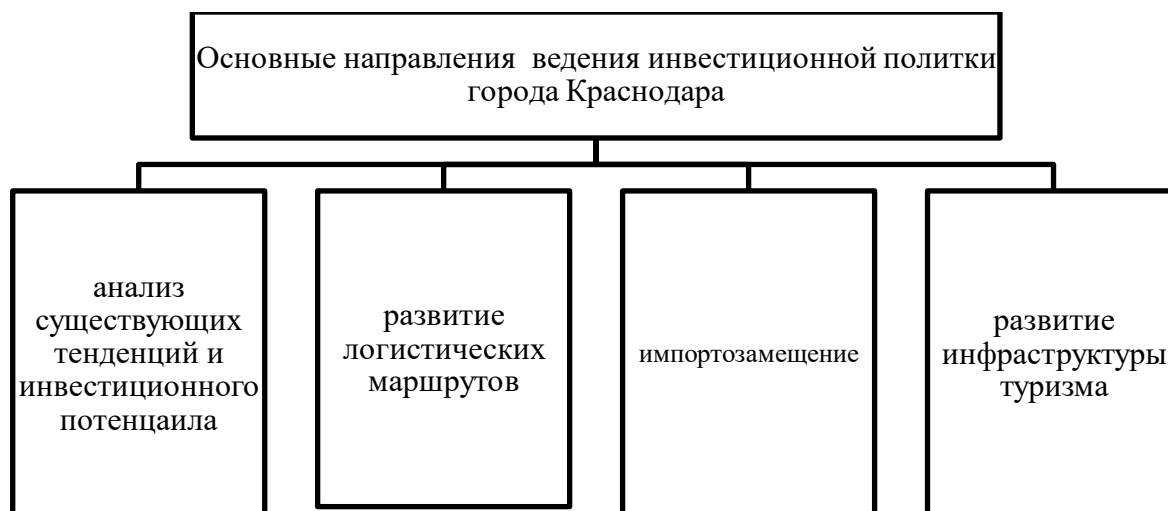 Основные направления  ведения инвестиционной политки
города Краснодара
анализ
существующих
тенденций и
инвестиционного
потенцаила
развитие
логистических
маршрутов
импортозамещение
развитие
инфраструктуры
туризма